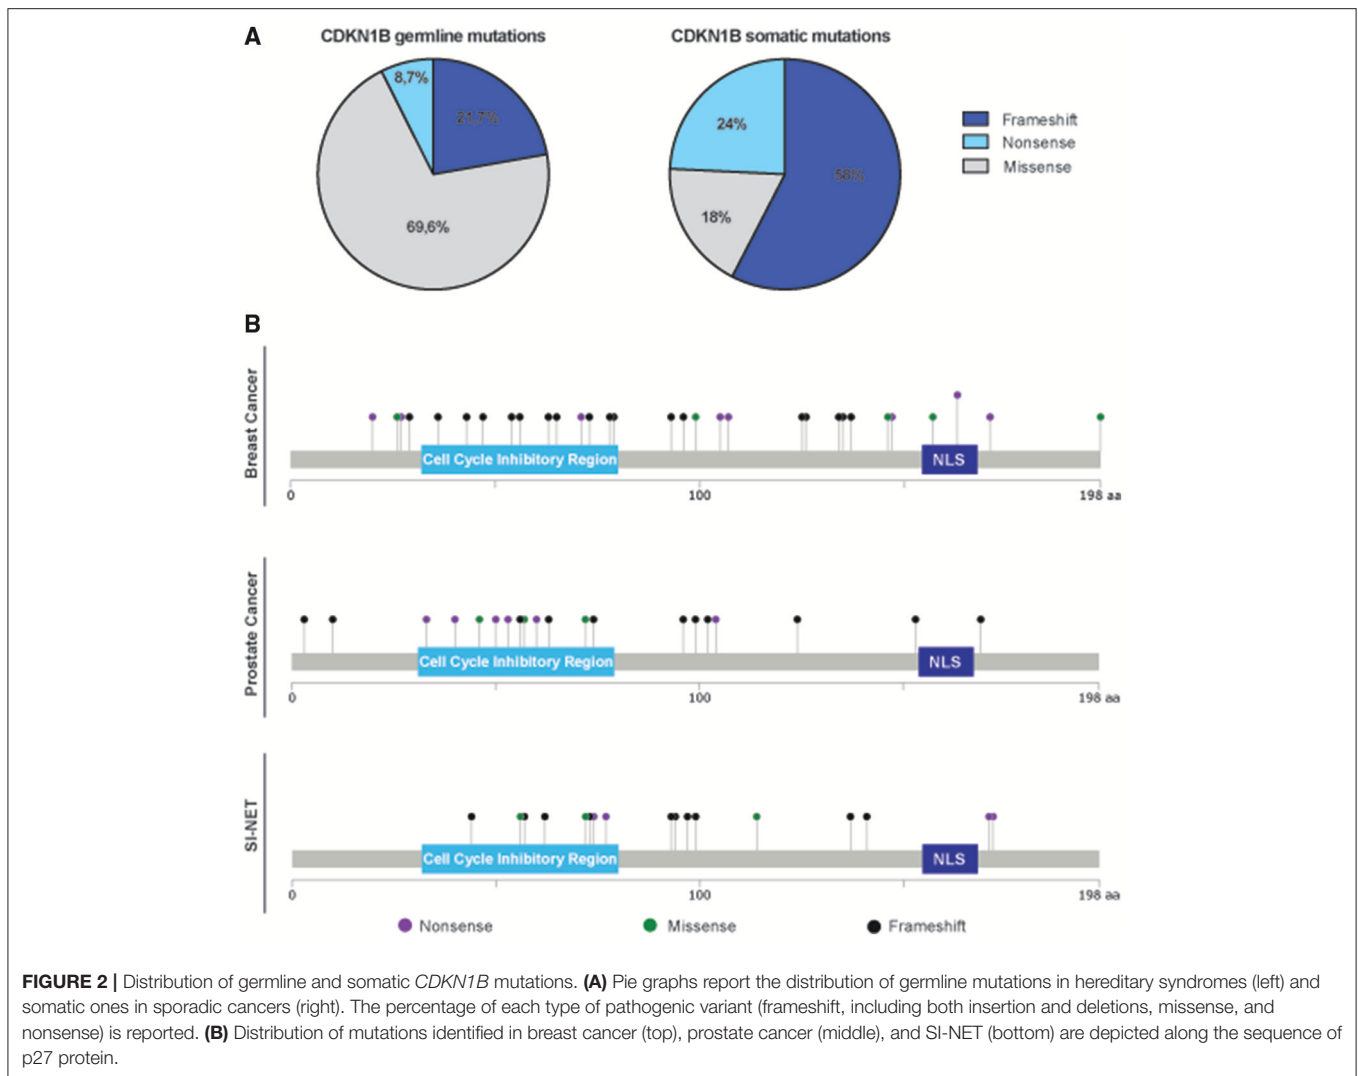 A
CDKN1B germline mutations
CDKN1B somatic mutations
8,7%
21,7%
69,6%
24%
58%
18%
Frameshift
Nonsense
Missense
B
Breast Cancer
Cell Cycle Inhibitory Region
NLS
0
100
198 aa
Prostate Cancer
Cell Cycle Inhibitory Region
NLS
0
100
198 aa
SI-NET
Cell Cycle Inhibitory Region
NLS
0
100
198 aa
Nonsense
Missense
Frameshift
FIGURE 2 | Distribution of germline and somatic CDKN1B mutations. (A) Pie graphs report the distribution of germline mutations in hereditary syndromes (left) and
somatic ones in sporadic cancers (right). The percentage of each type of pathogenic variant (frameshift, including both insertion and deletions, missense, and
nonsense) is reported. (B) Distribution of mutations identified in breast cancer (top), prostate cancer (middle), and SI-NET (bottom) are depicted along the sequence of
p27 protein.